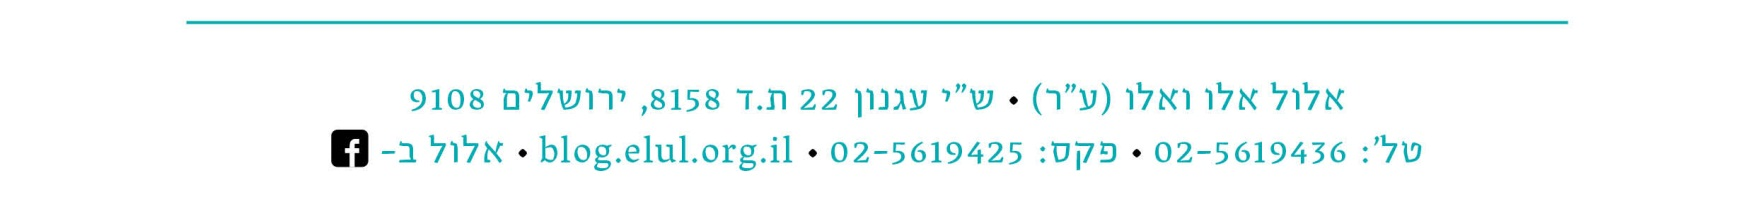 אלול אלו ואלו (ע"ר) • ש"י עגנון 22 ת.ד 8158, ירושלים 9108
טל': 02-5619436 • פקס: 02-5619425 • blog.elul.org.il • אלול ב-